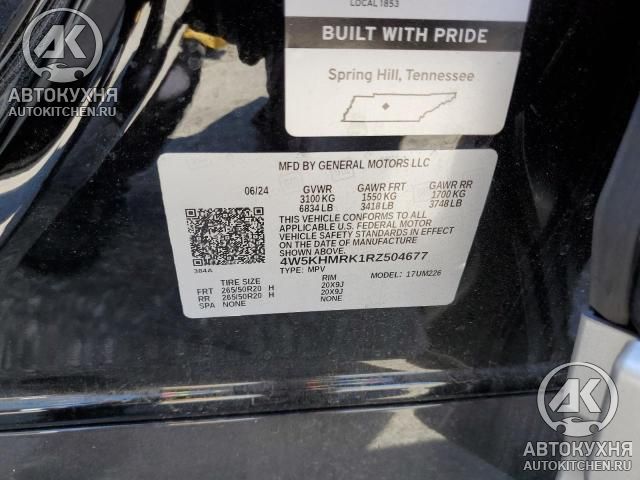 LOCAL 1853
BUILT WITH PRIDE
Spring Hill, Tennessee
AK
АВТОКУХНЯ
AUTOKITCHEN.RU
MFD BY GENERAL MOTORS LLC
06/24 GVWR GAWR FRT GAWR RR
3100 KG 1550 KG 1700 KG
6834 LB 3418 LB 3748 LB
THIS VEHICLE CONFORMS TO ALL
APPLICABLE U.S. FEDERAL MOTOR
VEHICLE SAFETY STANDARDS IN EFFECT
ON THE DATE OF MANUFACTURE SHOWN ABOVE.
4W5KHMRK1RZ504677
384A TYPE: MPV MODEL: 17UM226
TIRE SIZE RIM
FRT 265/50R20 H 20X9J
RR 265/50R20 H 20X9J
SPA NONE NONE
AK
АВТОКУХНЯ
AUTOKITCHEN.RU